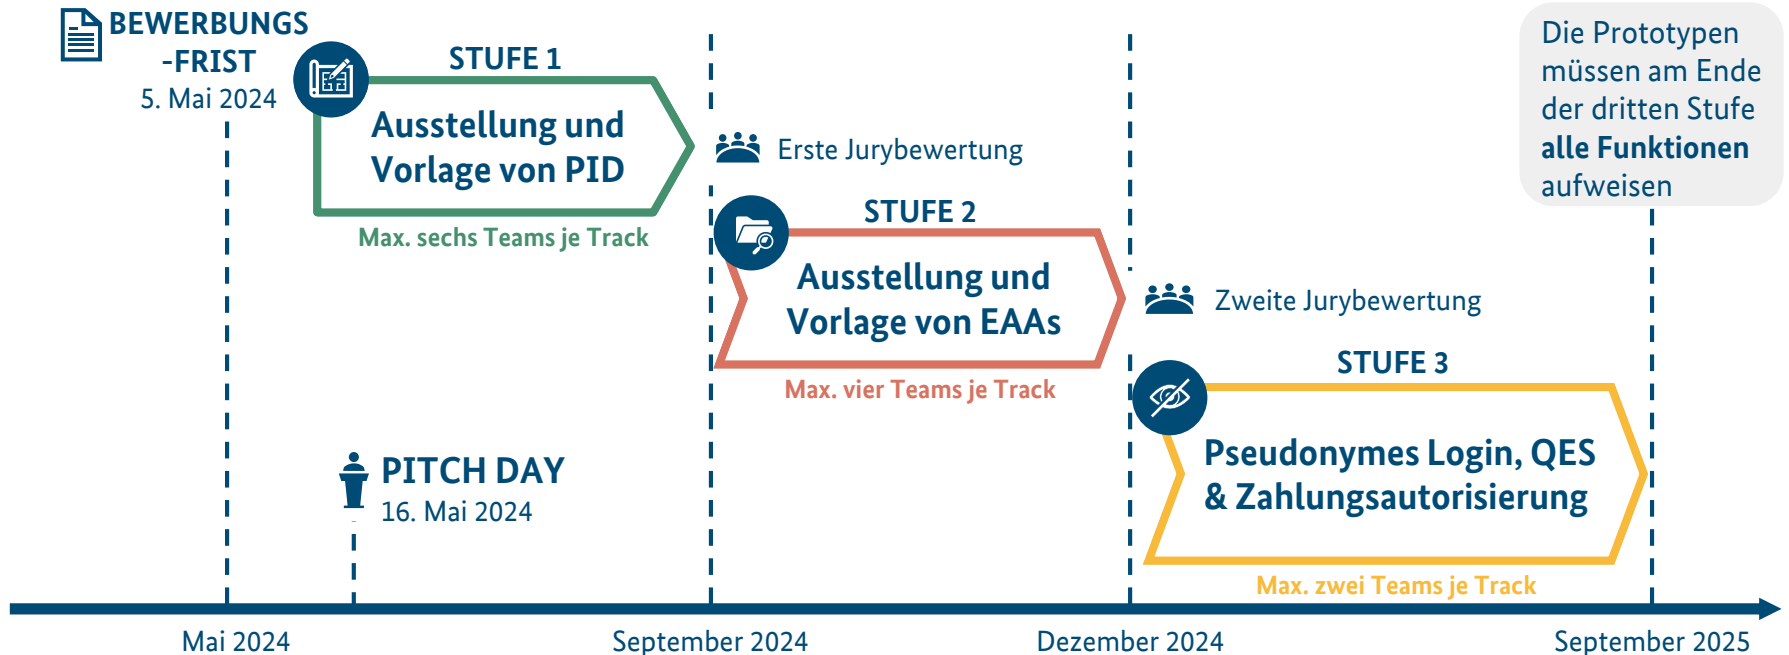 BEWERBUNGS
-FRIST
5. Mai 2024
STUFE 1
Ausstellung und
Vorlage von PID
Max. sechs Teams je Track
Erste Jurybewertung
STUFE 2
Ausstellung und
Vorlage von EAAs
Max. vier Teams je Track
Zweite Jurybewertung
STUFE 3
Pseudonymes Login, QES
& Zahlungsautorisierung
Max. zwei Teams je Track
Die Prototypen
müssen am Ende
der dritten Stufe
alle Funktionen
aufweisen
PITCH DAY
16. Mai 2024
Mai 2024
September 2024
Dezember 2024
September 2025